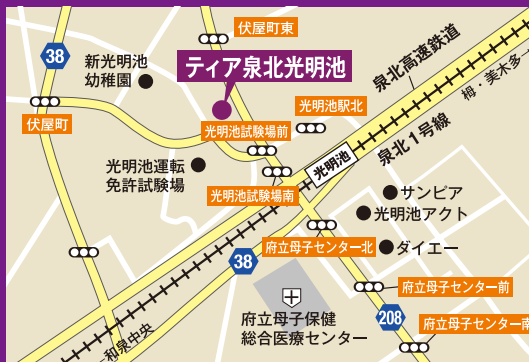 伏屋町東
38
新光明池
幼稚園
ティア泉北光明池
泉北高速鉄道
栂・美木多→
伏屋町
光明池駅北
光明池試験場前
泉北1号線
光明池
光明池運転
免許試験場
光明池試験場南
サンピア
光明池アクト
府立母子センター北
ダイエー
38
府立母子センター前
府立母子保健
総合医療センター
208
府立母子センター南
←和泉中央